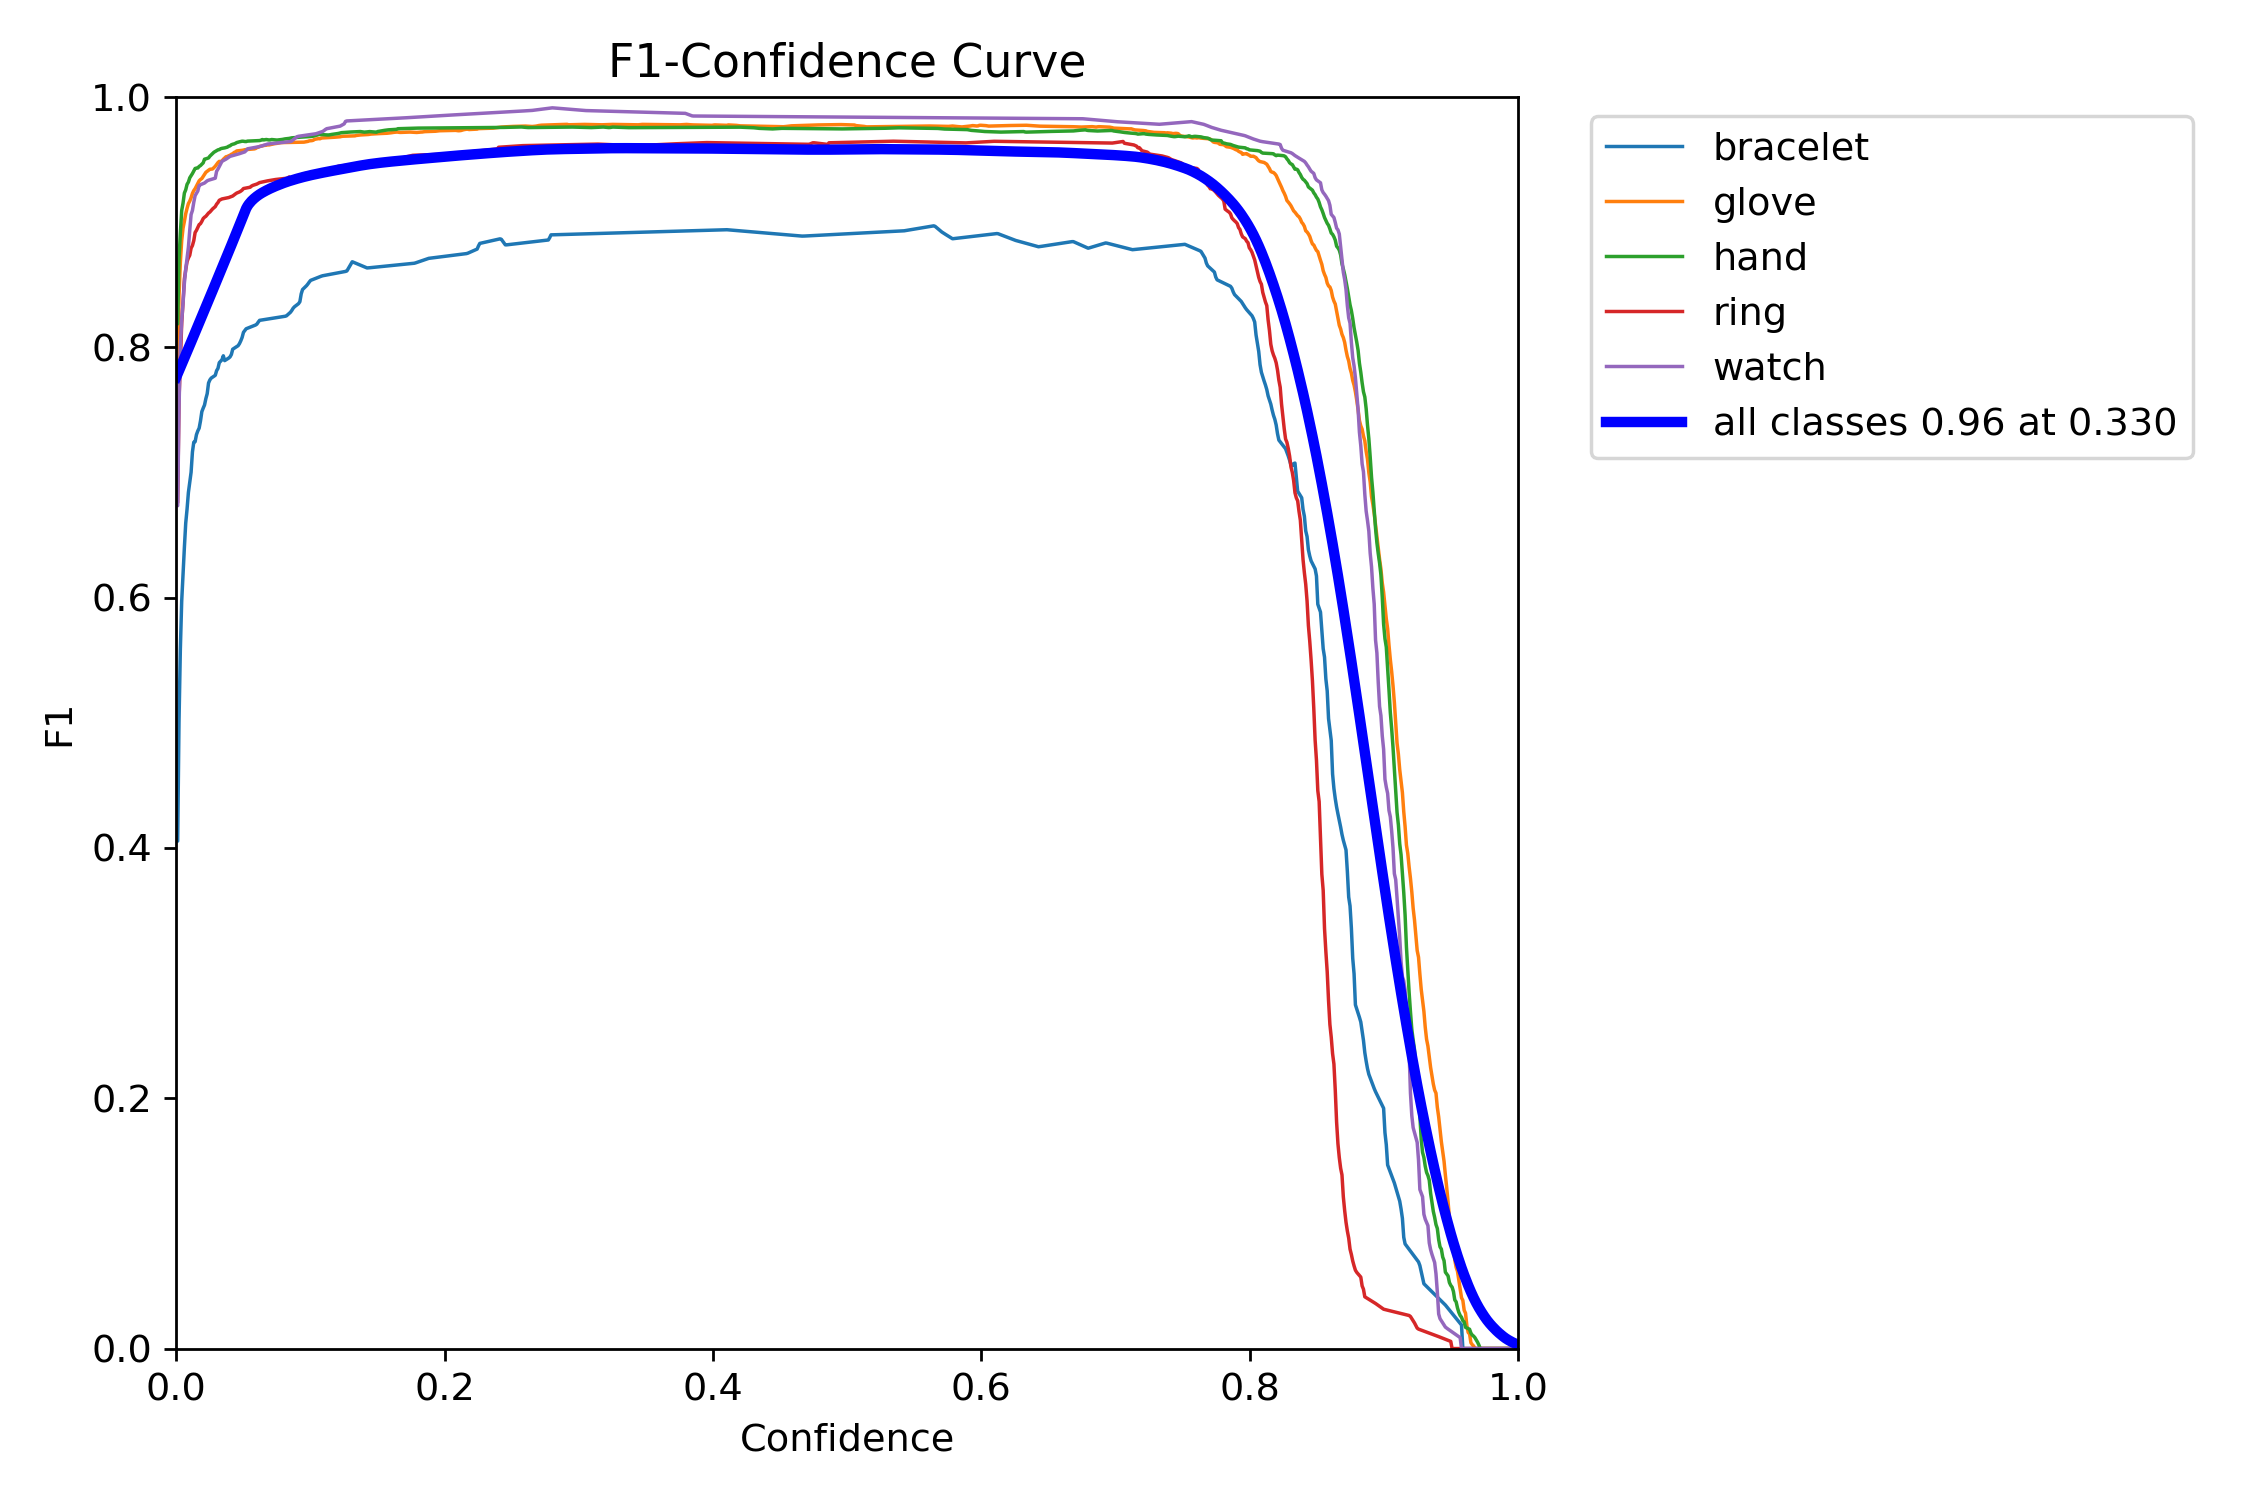 F1-Confidence Curve
1.0
0.8
0.6
0.4
0.2
0.0
F1
0.0 0.2 0.4 0.6 0.8 1.0
Confidence
bracelet
glove
hand
ring
watch
all classes 0.96 at 0.330